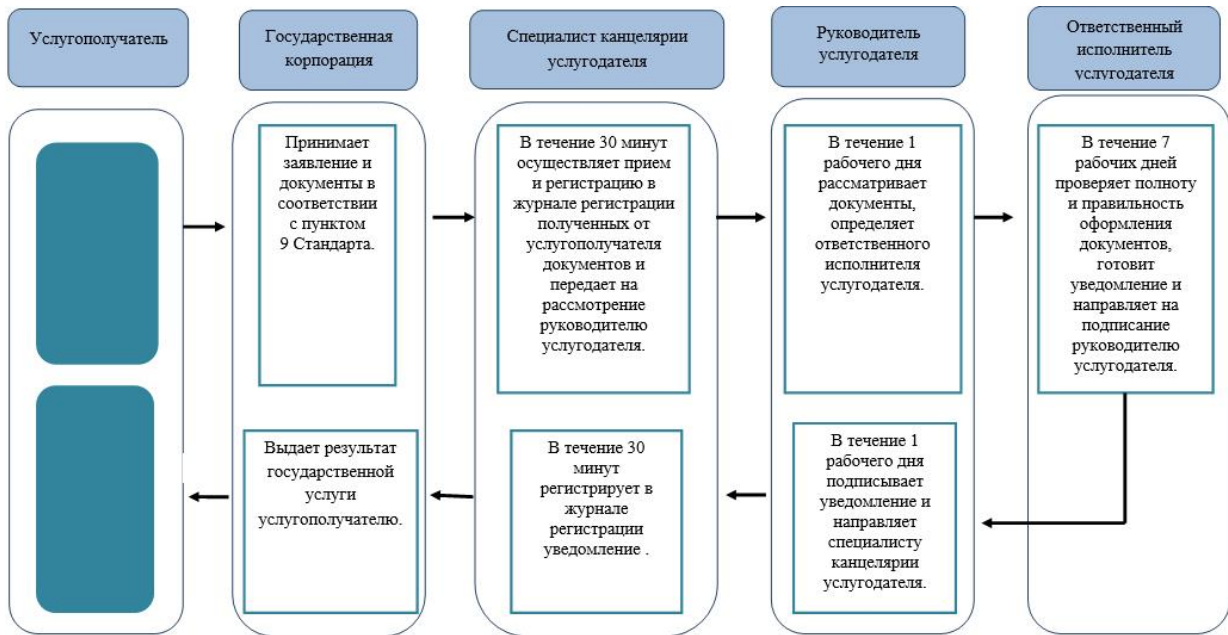 Услугополучатель
Государственная
корпорация
Специалист канцелярии
услугодателя
Руководитель
услугодателя
Ответственный
исполнитель
услугодателя
Принимает
заявление и
документы в
соответствии
с пунктом
9 Стандарта.
В течение 30 минут
осуществляет прием
и регистрацию в
журнале регистрации
полученных от
услугополучателя
документов и
передает на
рассмотрение
руководителю
услугодателя.
В течение 1
рабочего дня
рассматривает
документы,
определяет
ответственного
исполнителя
услугодателя.
В течение 7
рабочих дней
проверяет полноту
и правильность
оформления
документов,
готовит
уведомление и
направляет на
подписание
руководителю
услугодателя.
Выдает результат
государственной
услуги
услугополучателю.
В течение 30
минут
регистрирует в
журнале
регистрации
уведомление .
В течение 1
рабочего дня
подписывает
уведомление и
направляет
специалисту
канцелярии
услугодателя.